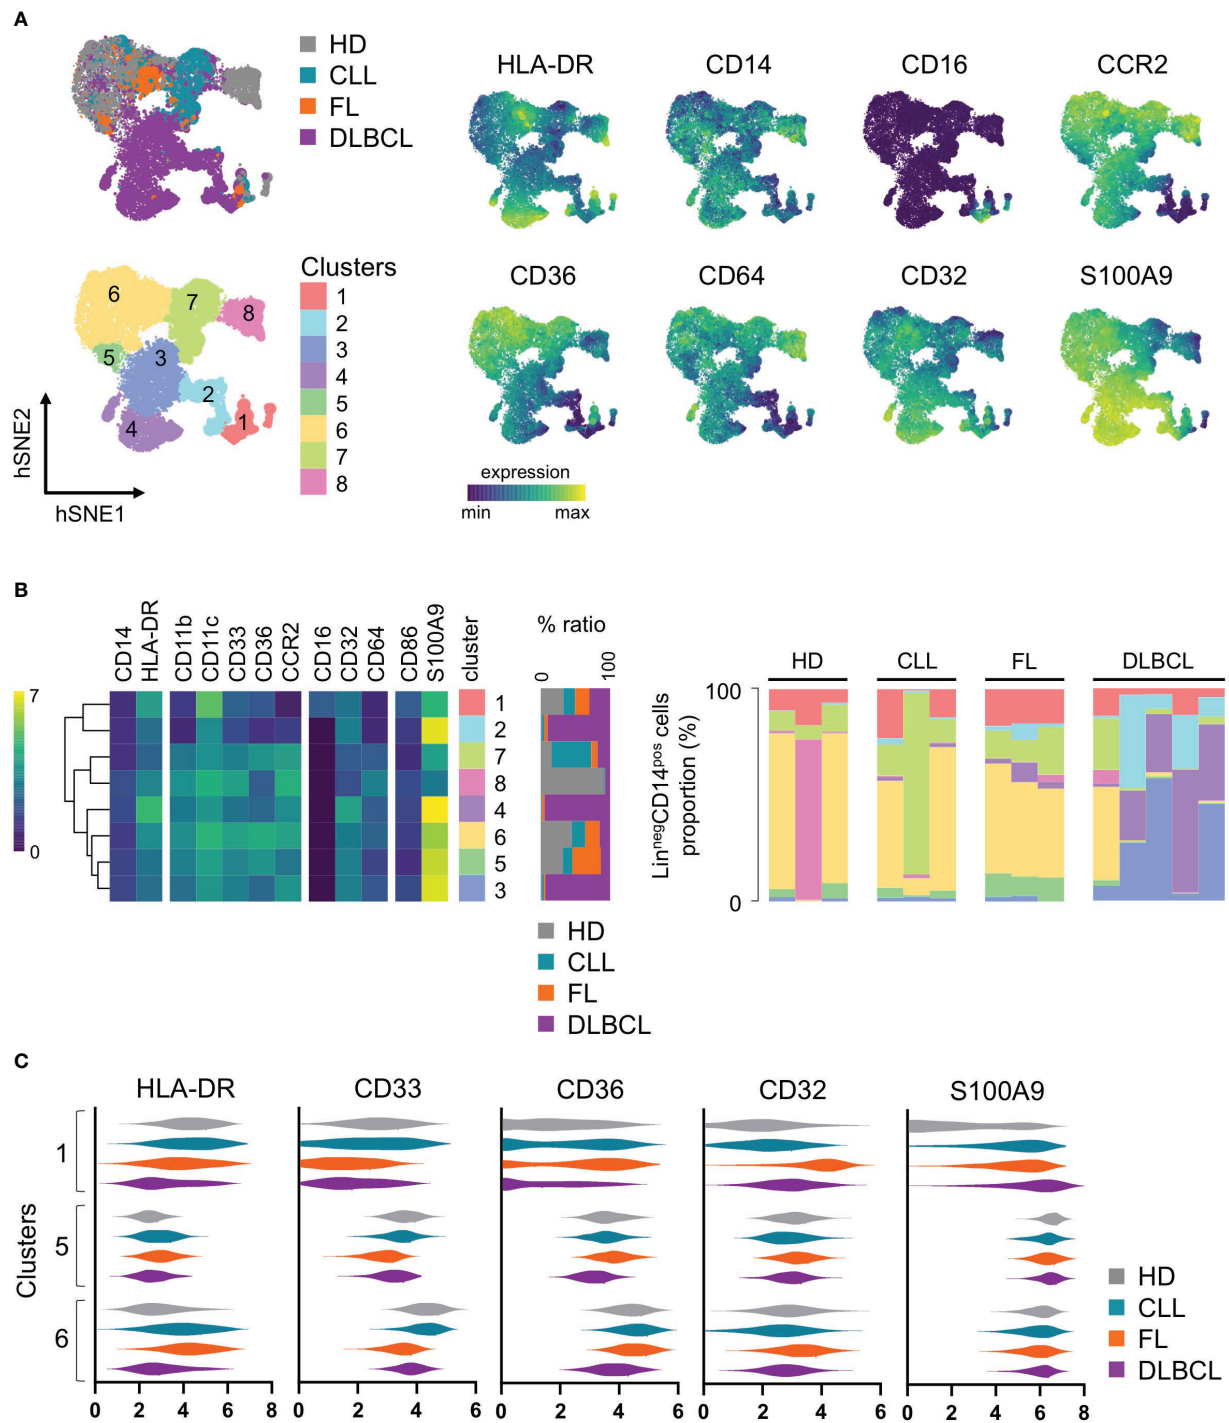 A
HD
CLL
FL
DLBCL
HLA-DR
CD14
CD16
CCR2
CD36
CD64
CD32
S100A9
Clusters
1
2
3
4
5
6
7
8
6
7
8
5
3
2
4
1
hSNE2
hSNE1
expression
min
max
B
CD14
HLA-DR
CD11b
CD11c
CD33
CD36
CCR2
CD16
CD32
CD64
CD86
S100A9
cluster
7
0
1
2
7
8
4
6
5
3
% ratio
0
100
HD
CLL
FL
DLBCL
LinnegCD14pos cells
proportion (%)
100
0
HD
CLL
FL
DLBCL
C
HLA-DR
CD33
CD36
CD32
S100A9
Clusters
1
5
6
0 2 4 6 8
0 2 4 6
0 2 4 6
0 2 4 6
0 2 4 6 8
HD
CLL
FL
DLBCL